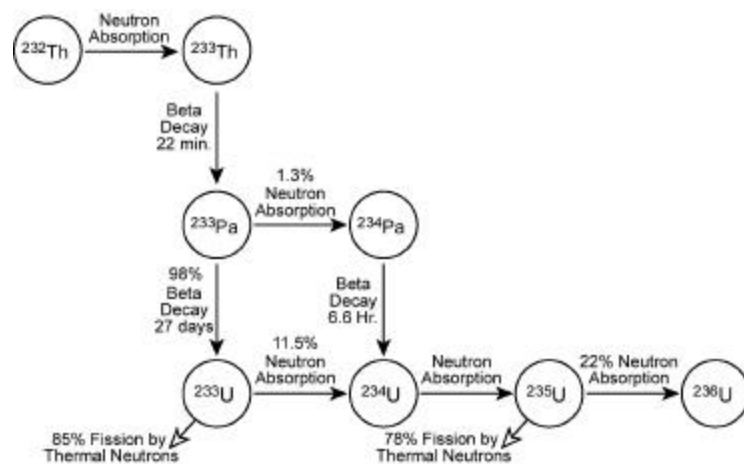 Neutron
Absorption
232Th
233Th
Beta
Decay
22 min.
1.3%
Neutron
Absorption
233Pa
234Pa
98%
Beta
Decay
27 days
Beta
Decay
6.6 Hr.
11.5%
Neutron
Absorption
Neutron
Absorption
22% Neutron
Absorption
233U
234U
235U
236U
85% Fission by
Thermal Neutrons
78% Fission by
Thermal Neutrons